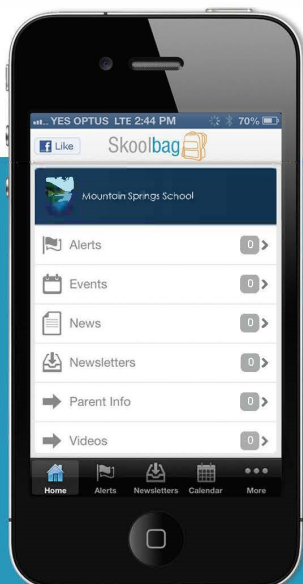 YES OPTUS LTE 2:44 PM 70%
f Like Skoolbag
Mountain Springs School
Alerts 0
Events 0
News 0
Newsletters 0
Parent Info 0
Videos 0
Home Alerts Newsletters Calendar More